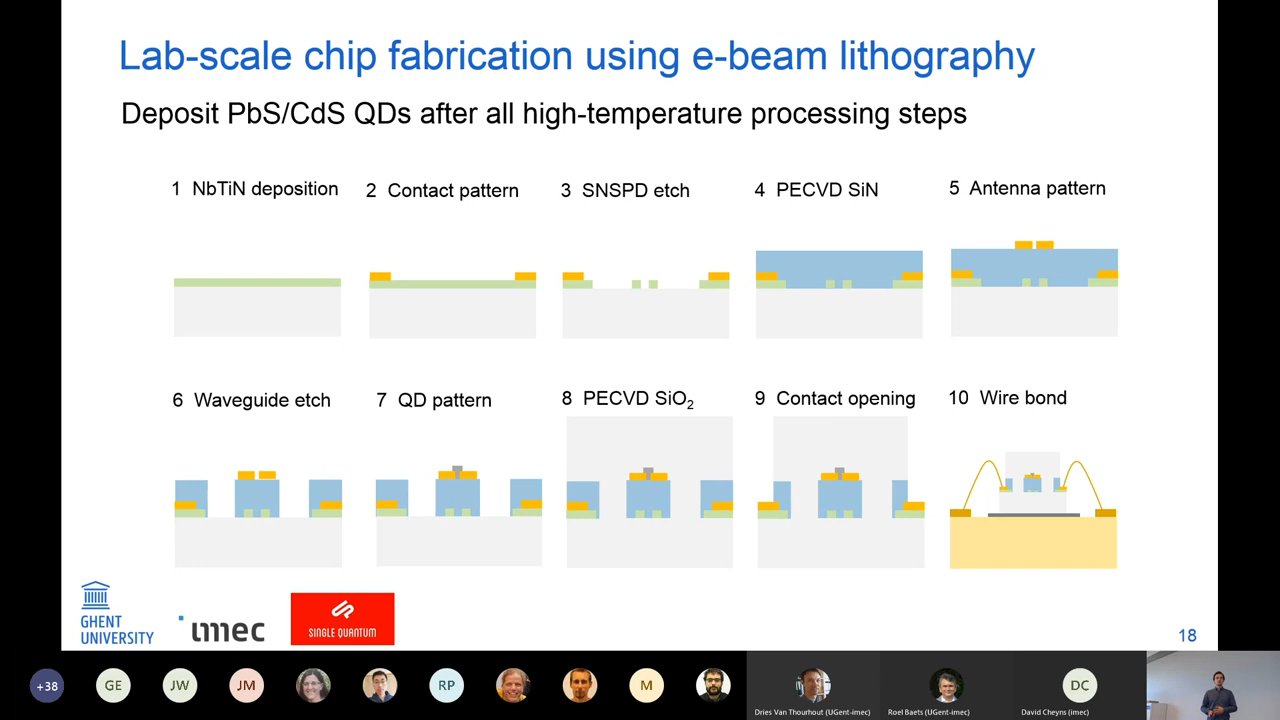 Lab-scale chip fabrication using e-beam lithography
Deposit PbS/CdS QDs after all high-temperature processing steps
1 NbTiN deposition
2 Contact pattern
3 SNSPD etch
4 PECVD SiN
5 Antenna pattern
6 Waveguide etch
7 QD pattern
8 PECVD SiO₂
9 Contact opening
10 Wire bond
GHENT
UNIVERSITY
imec
SINGLE QUANTUM
18
+38
GE
JW
JM
RP
M
DC
Dries Van Thourhout (UGent-imec)
Roel Baets (UGent-imec)
David Cheyns (imec)